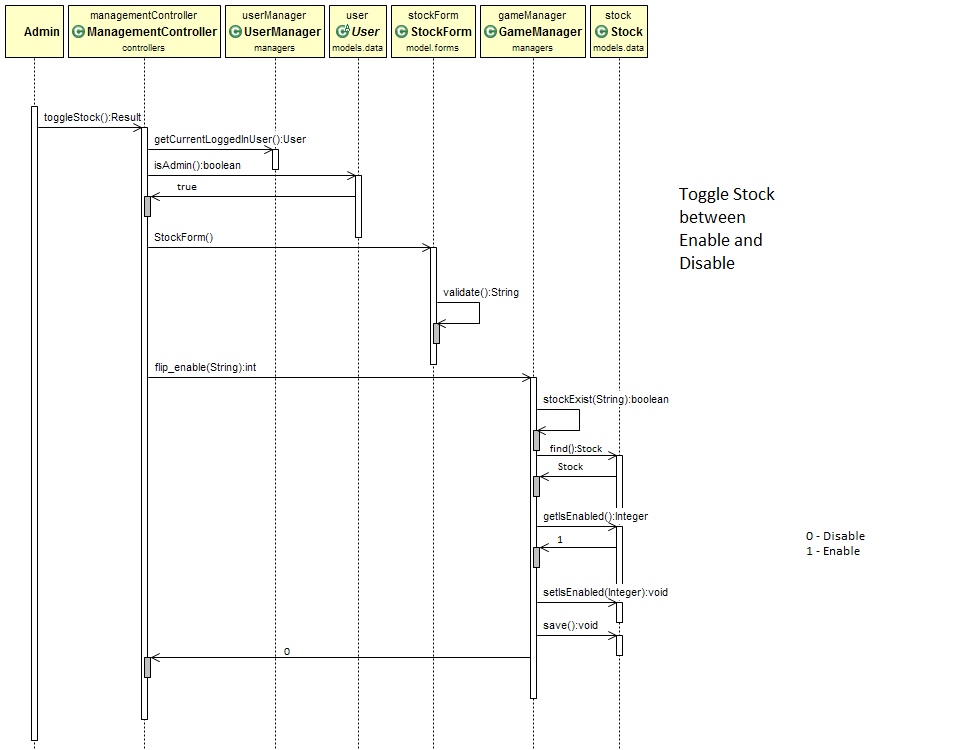 managementController userManager user stockForm gameManager stock
Admin ManagementController UserManager User StockForm GameManager Stock
controllers managers models.data model.forms managers models.data
toggleStock():Result
getCurrentLoggedInUser():User
isAdmin():boolean
true
Toggle Stock
between
Enable and
Disable
StockForm()
validate():String
flip_enable(String):int
stockExist(String):boolean
find():Stock
Stock
getIsEnabled():Integer
1
0 - Disable
1 - Enable
setIsEnabled(Integer):void
save():void
0